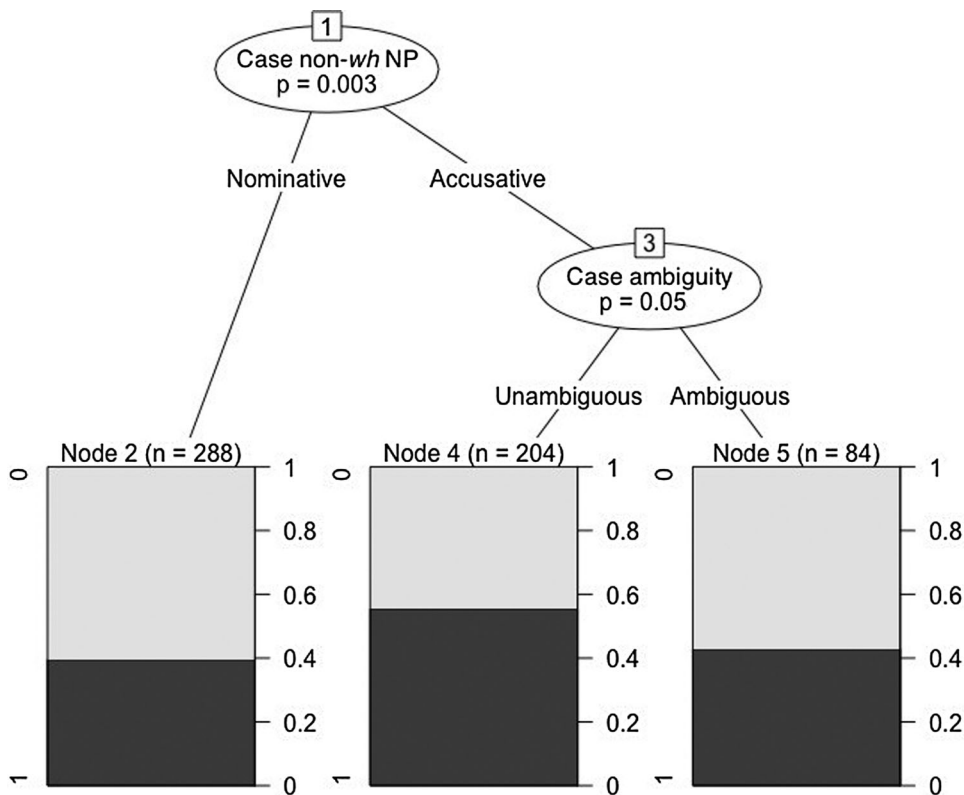 1
Case non-wh NP
p = 0.003
Nominative
Accusative
3
Case ambiguity
p = 0.05
Unambiguous
Ambiguous
Node 2 (n = 288)
0
1
1
0.8
0.6
0.4
0.2
0
Node 4 (n = 204)
0
1
1
0.8
0.6
0.4
0.2
0
Node 5 (n = 84)
0
1
1
0.8
0.6
0.4
0.2
0